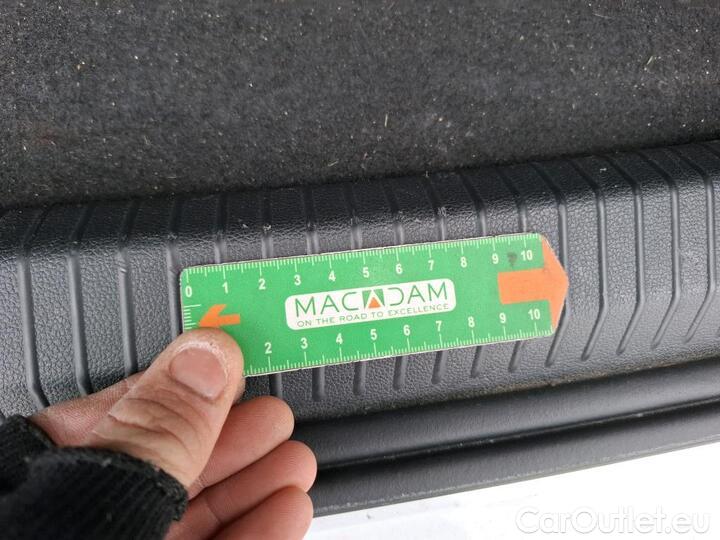 0 1 2 3 4 5 6 7 8 9 10
MACADAM
ON THE ROAD TO EXCELLENCE
2 3 4 5 6 7 8 9 10
CarOutlet.eu